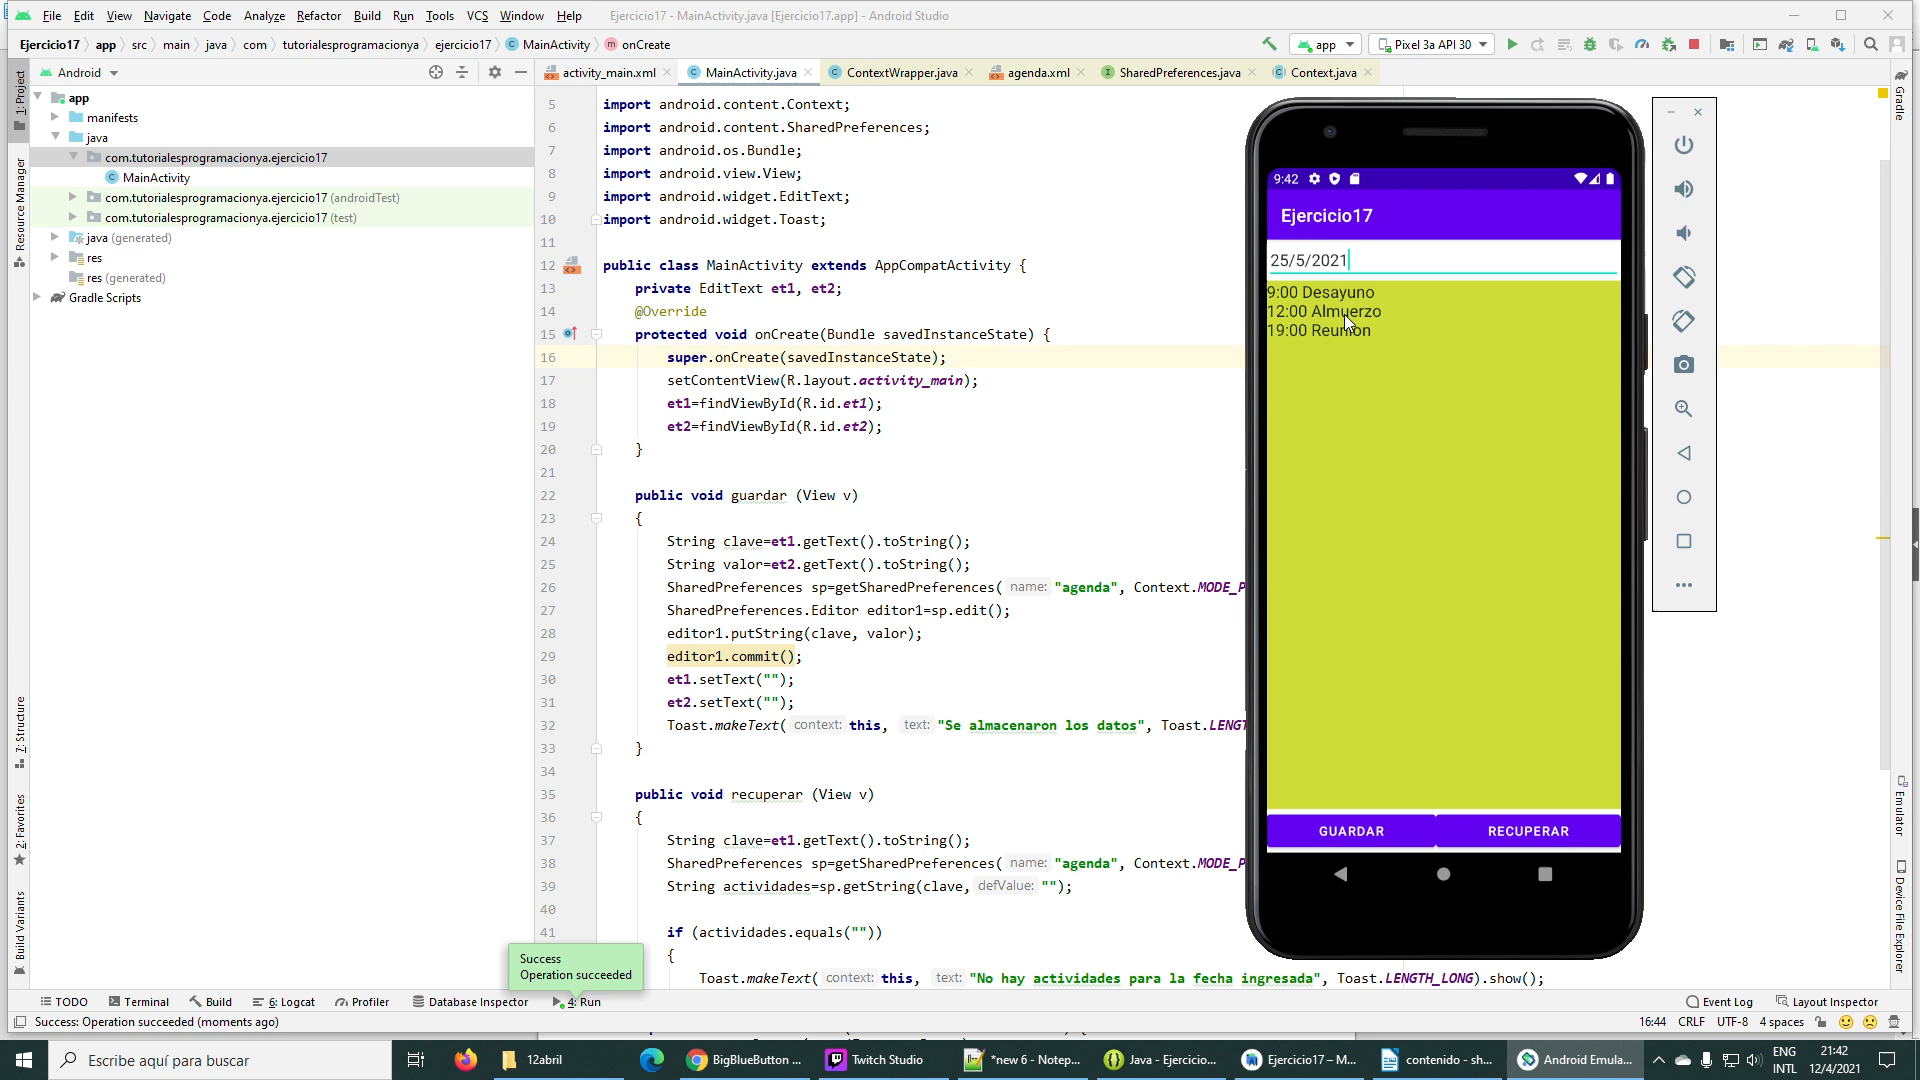 File Edit View Navigate Code Analyze Refactor Build Run Tools VCS Window Help Ejercicio17 - MainActivity.java [Ejercicio17.app] - Android Studio
Ejercicio17 app src main java com tutorialesprogramacionya ejercicio17 MainActivity onCreate
app Pixel 3a API 30
Android
activity_main.xml MainActivity.java ContextWrapper.java agenda.xml SharedPreferences.java Context.java
app
manifests
java
com.tutorialesprogramacionya.ejercicio17
MainActivity
com.tutorialesprogramacionya.ejercicio17 (androidTest)
com.tutorialesprogramacionya.ejercicio17 (test)
java (generated)
res
res (generated)
Gradle Scripts
1: Project
Resource Manager
7: Structure
2: Favorites
Build Variants
5 import android.content.Context;
6 import android.content.SharedPreferences;
7 import android.os.Bundle;
8 import android.view.View;
9 import android.widget.EditText;
10 import android.widget.Toast;
11
12 public class MainActivity extends AppCompatActivity {
13 private EditText et1, et2;
14 @Override
15 protected void onCreate(Bundle savedInstanceState) {
16 super.onCreate(savedInstanceState);
17 setContentView(R.layout.activity_main);
18 et1=findViewById(R.id.et1);
19 et2=findViewById(R.id.et2);
20 }
21
22 public void guardar (View v)
23 {
24 String clave=et1.getText().toString();
25 String valor=et2.getText().toString();
26 SharedPreferences sp=getSharedPreferences( name: "agenda", Context.MODE_P
27 SharedPreferences.Editor editor1=sp.edit();
28 editor1.putString(clave, valor);
29 editor1.commit();
30 et1.setText("");
31 et2.setText("");
32 Toast.makeText( context: this, text: "Se almacenaron los datos", Toast.LENGT
33 }
34
35 public void recuperar (View v)
36 {
37 String clave=et1.getText().toString();
38 SharedPreferences sp=getSharedPreferences( name: "agenda", Context.MODE_P
39 String actividades=sp.getString(clave, defValue: "");
40
41 if (actividades.equals(""))
{
Toast.makeText( context: this, text: "No hay actividades para la fecha ingresada", Toast.LENGTH_LONG).show();
Success
Operation succeeded
9:42
Ejercicio17
25/5/2021
9:00 Desayuno
12:00 Almuerzo
19:00 Reunion
GUARDAR RECUPERAR
Gradle
Emulator
Device File Explorer
TODO Terminal Build 6: Logcat Profiler Database Inspector 4: Run Event Log Layout Inspector
Success: Operation succeeded (moments ago) 16:44 CRLF UTF-8 4 spaces
Escribe aquí para buscar 12abril BigBlueButton ... Twitch Studio *new 6 - Notep... Java - Ejercicio... Ejercicio17 – M... contenido - sh... Android Emula...
ENG
INTL
21:42
12/4/2021